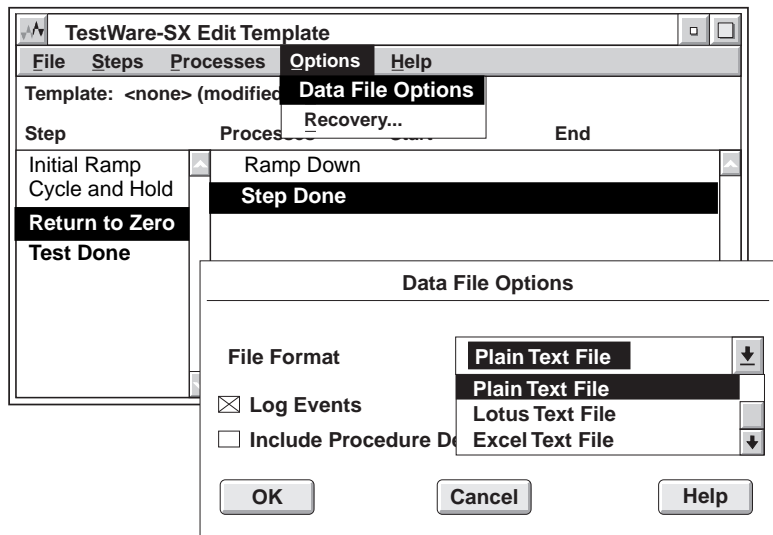 TestWare-SX Edit Template
File Steps Processes Options Help
Data File Options
Recovery...
Template: <none> (modified
Step Processes End
Initial Ramp
Cycle and Hold
Return to Zero
Test Done
Ramp Down
Step Done
Data File Options
File Format
Plain Text File
Plain Text File
Lotus Text File
Excel Text File
Log Events
Include Procedure
OK Cancel Help